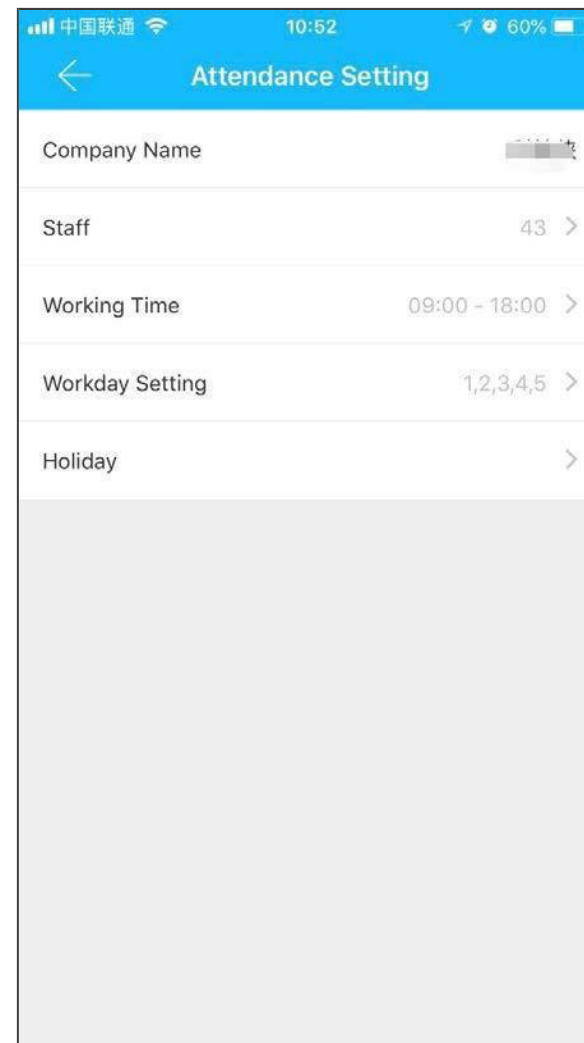 中国联通 10:52 60%
Attendance Setting
Company Name
Staff 43
Working Time 09:00 - 18:00
Workday Setting 1,2,3,4,5
Holiday